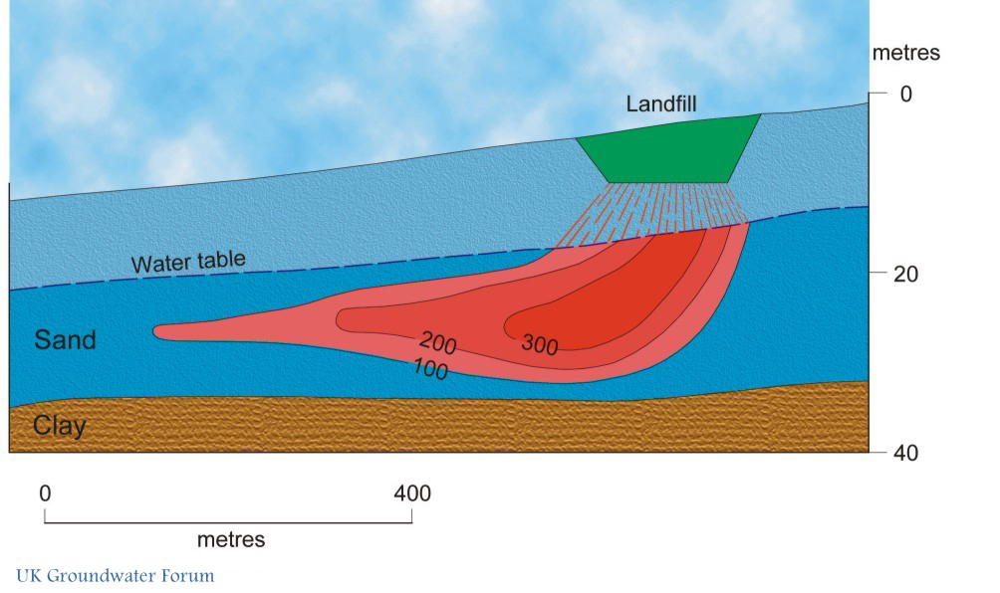 metres
0
Landfill
Water table
20
Sand
200
300
100
Clay
40
0 400
metres
UK Groundwater Forum